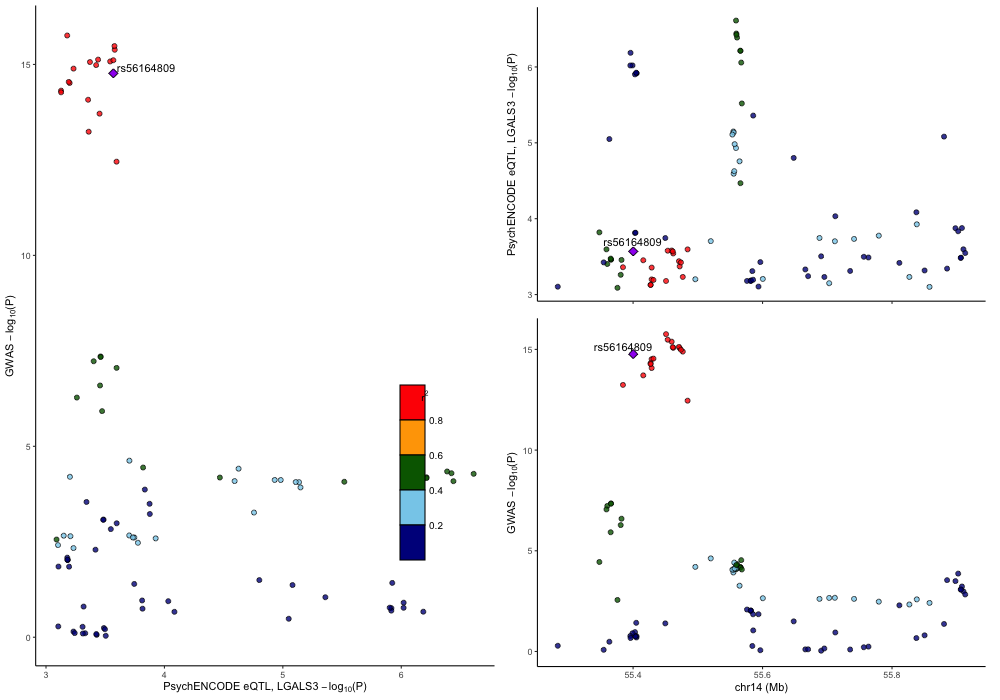 15
10
5
0
GWAS −log10(P)
rs56164809
r2
0.8
0.6
0.4
0.2
3
4
5
6
PsychENCODE eQTL, LGALS3 −log10(P)
6
5
4
3
PsychENCODE eQTL, LGALS3 −log10(P)
rs56164809
15
10
5
0
GWAS −log10(P)
rs56164809
55.4
55.6
55.8
chr14 (Mb)